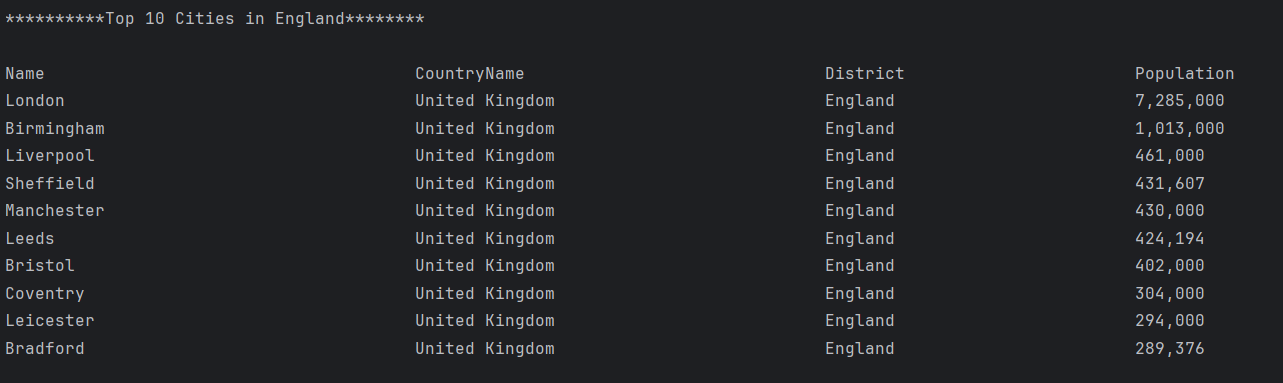 **********Top 10 Cities in England********
Name CountryName District Population
London United Kingdom England 7,285,000
Birmingham United Kingdom England 1,013,000
Liverpool United Kingdom England 461,000
Sheffield United Kingdom England 431,607
Manchester United Kingdom England 430,000
Leeds United Kingdom England 424,194
Bristol United Kingdom England 402,000
Coventry United Kingdom England 304,000
Leicester United Kingdom England 294,000
Bradford United Kingdom England 289,376